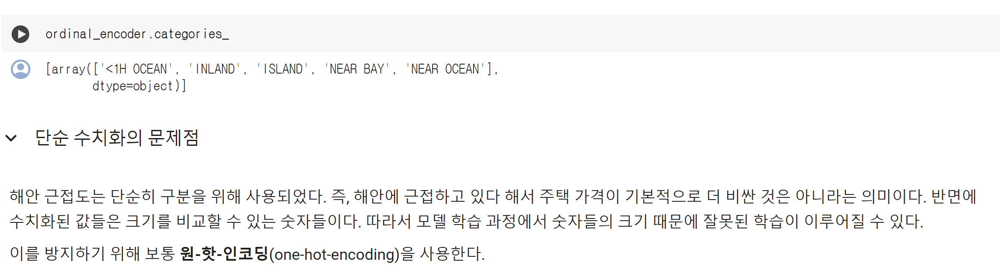 ordinal_encoder.categories_
[array(['<1H OCEAN', 'INLAND', 'ISLAND', 'NEAR BAY', 'NEAR OCEAN'],
dtype=object)]
단순 수치화의 문제점
해안 근접도는 단순히 구분을 위해 사용되었다. 즉, 해안에 근접하고 있다 해서 주택 가격이 기본적으로 더 비싼 것은 아니라는 의미이다. 반면에
수치화된 값들은 크기를 비교할 수 있는 숫자들이다. 따라서 모델 학습 과정에서 숫자들의 크기 때문에 잘못된 학습이 이루어질 수 있다.
이를 방지하기 위해 보통 원-핫-인코딩(one-hot-encoding)을 사용한다.